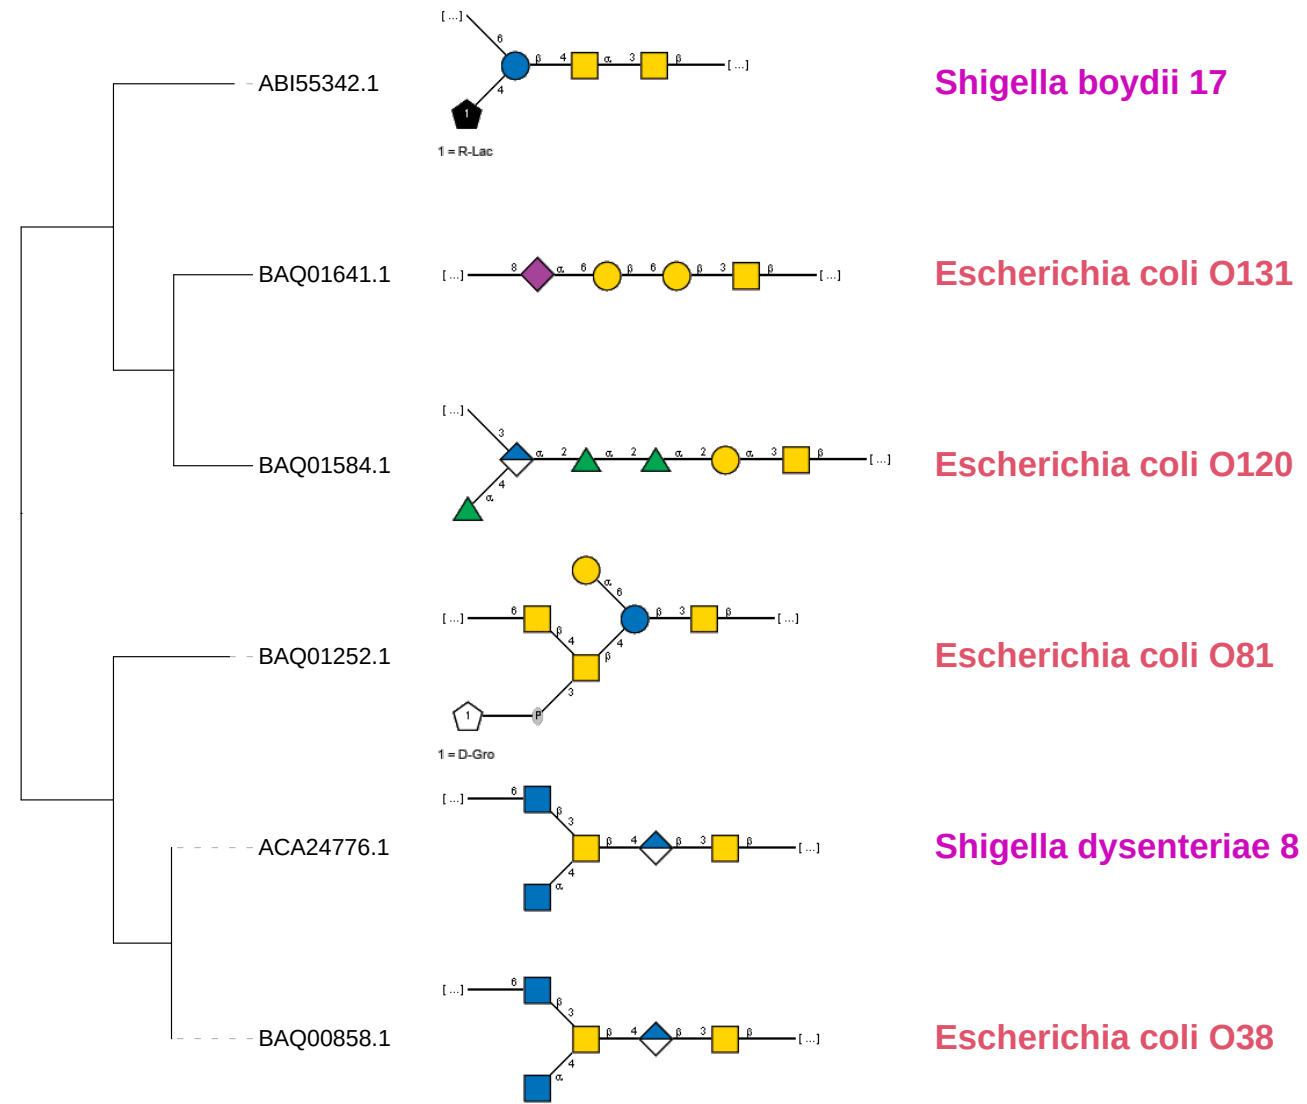 [ ... ]
6
β 4 α 3 β [ ... ]
ABI55342.1
Shigella boydii 17
4
1
1 = R-Lac
BAQ01641.1
[ ... ] 8 α 6 β 6 β 3 β [ ... ]
Escherichia coli O131
[ ... ]
3
α 2 α 2 α 2 α 3 β [ ... ]
BAQ01584.1
Escherichia coli O120
4
α
α
6
[ ... ] 6 β 3 β [ ... ]
β
4
4
β
BAQ01252.1
Escherichia coli O81
3
1 P
1 = D-Gro
[ ... ] 6
β
3
ACA24776.1
β 4 β 3 β [ ... ]
Shigella dysenteriae 8
4
α
[ ... ] 6
β
3
BAQ00858.1
β 4 β 3 β [ ... ]
Escherichia coli O38
4
α